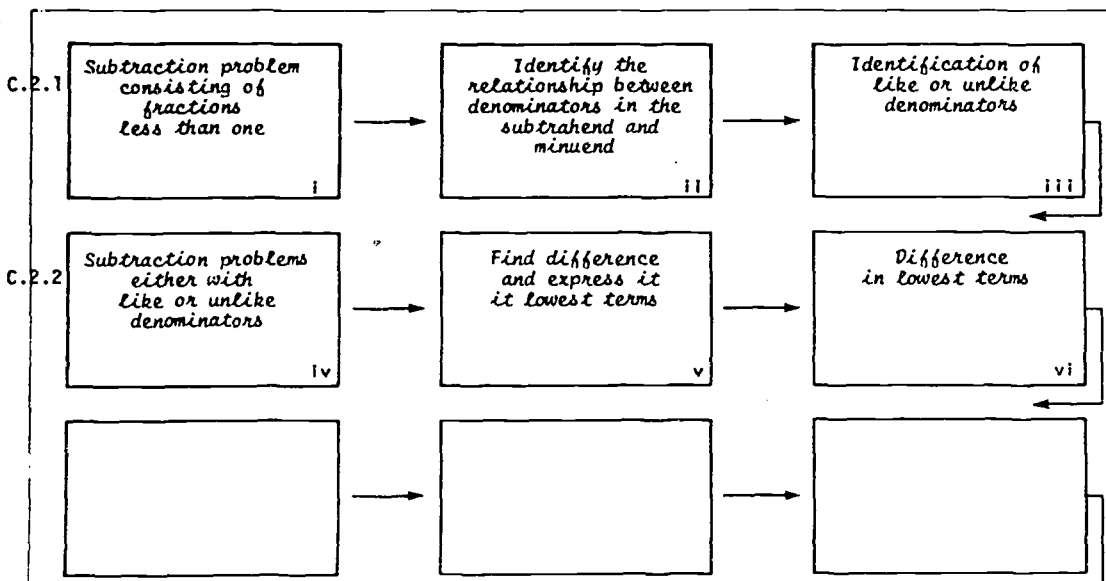 C.2.1
Subtraction problem
consisting of
fractions
less than one
i
Identify the
relationship between
denominators in the
subtrahend and
minuend
ii
Identification of
like or unlike
denominators
iii
C.2.2
Subtraction problems
either with
like or unlike
denominators
iv
Find difference
and express it
it lowest terms
v
Difference
in lowest terms
vi